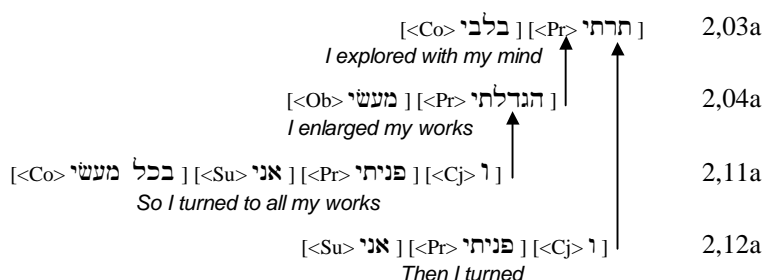 2,03a [ תרתי <Pr>] [ בלבי <Co>]
I explored with my mind
2,04a [ הגדלתי <Pr>] [ מעשׂי <Ob>]
I enlarged my works
2,11a [ ו <Cj>] [ פניתי <Pr>] [ אני <Su>] [ בכל מעשׂי <Co>]
So I turned to all my works
2,12a [ ו <Cj>] [ פניתי <Pr>] [ אני <Su>]
Then I turned